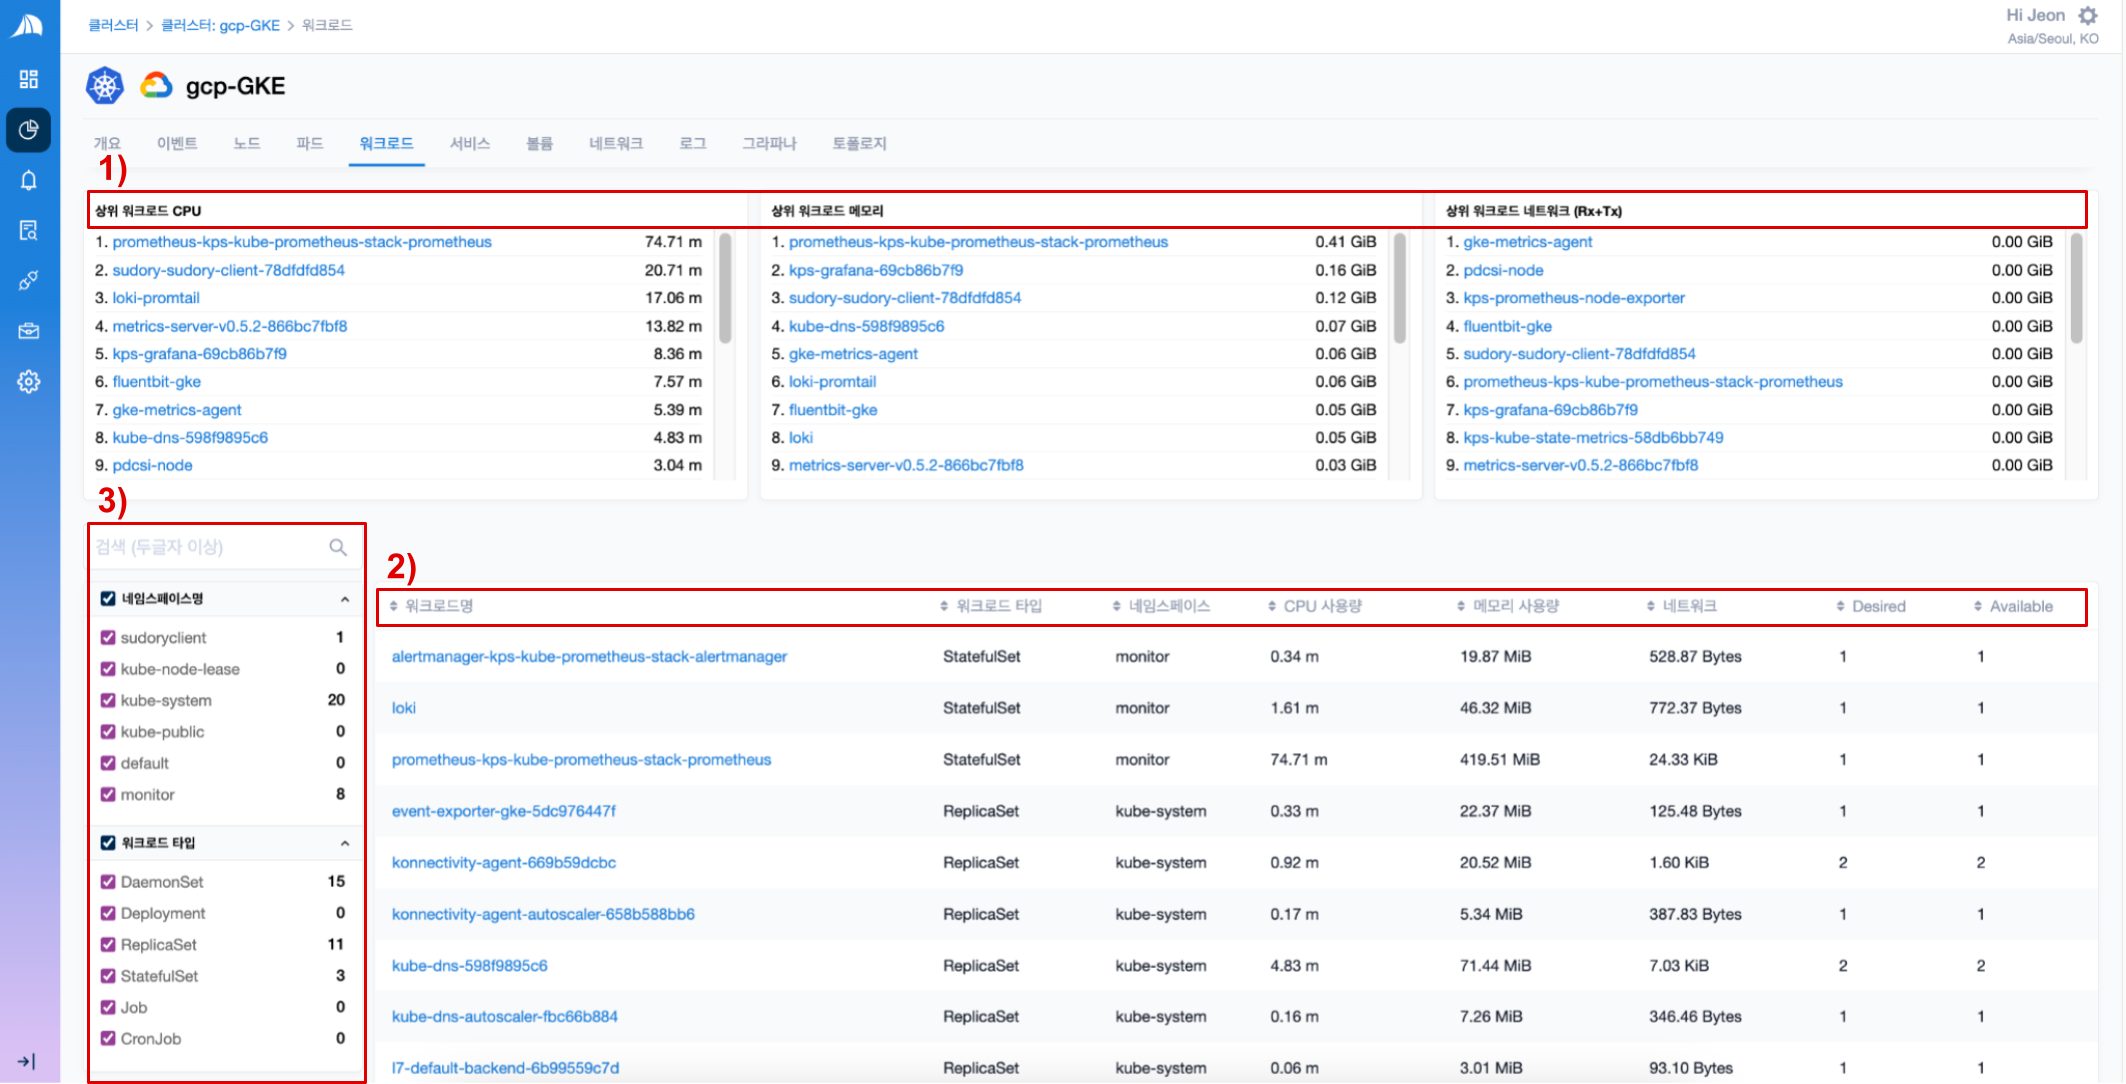 클러스터 > 클러스터: gcp-GKE > 워크로드
Hi Jeon
Asia/Seoul, KO
gcp-GKE
개요 이벤트 노드 파드 워크로드 서비스 볼륨 네트워크 로그 그라파나 토폴로지
1)
상위 워크로드 CPU
1. prometheus-kps-kube-prometheus-stack-prometheus 74.71 m
2. sudory-sudory-client-78dfdfd854 20.71 m
3. loki-promtail 17.06 m
4. metrics-server-v0.5.2-866bc7fbf8 13.82 m
5. kps-grafana-69cb86b7f9 8.36 m
6. fluentbit-gke 7.57 m
7. gke-metrics-agent 5.39 m
8. kube-dns-598f9895c6 4.83 m
9. pdcsi-node 3.04 m
상위 워크로드 메모리
1. prometheus-kps-kube-prometheus-stack-prometheus 0.41 GiB
2. kps-grafana-69cb86b7f9 0.16 GiB
3. sudory-sudory-client-78dfdfd854 0.12 GiB
4. kube-dns-598f9895c6 0.07 GiB
5. gke-metrics-agent 0.06 GiB
6. loki-promtail 0.06 GiB
7. fluentbit-gke 0.05 GiB
8. loki 0.05 GiB
9. metrics-server-v0.5.2-866bc7fbf8 0.03 GiB
상위 워크로드 네트워크 (Rx+Tx)
1. gke-metrics-agent 0.00 GiB
2. pdcsi-node 0.00 GiB
3. kps-prometheus-node-exporter 0.00 GiB
4. fluentbit-gke 0.00 GiB
5. sudory-sudory-client-78dfdfd854 0.00 GiB
6. prometheus-kps-kube-prometheus-stack-prometheus 0.00 GiB
7. kps-grafana-69cb86b7f9 0.00 GiB
8. kps-kube-state-metrics-58db6bb749 0.00 GiB
9. metrics-server-v0.5.2-866bc7fbf8 0.00 GiB
3)
검색 (두글자 이상)
네임스페이스명
sudoryclient 1
kube-node-lease 0
kube-system 20
kube-public 0
default 0
monitor 8
워크로드 타입
DaemonSet 15
Deployment 0
ReplicaSet 11
StatefulSet 3
Job 0
CronJob 0
2)
워크로드명 워크로드 타입 네임스페이스 CPU 사용량 메모리 사용량 네트워크 Desired Available
alertmanager-kps-kube-prometheus-stack-alertmanager StatefulSet monitor 0.34 m 19.87 MiB 528.87 Bytes 1 1
loki StatefulSet monitor 1.61 m 46.32 MiB 772.37 Bytes 1 1
prometheus-kps-kube-prometheus-stack-prometheus StatefulSet monitor 74.71 m 419.51 MiB 24.33 KiB 1 1
event-exporter-gke-5dc976447f ReplicaSet kube-system 0.33 m 22.37 MiB 125.48 Bytes 1 1
konnectivity-agent-669b59dcbc ReplicaSet kube-system 0.92 m 20.52 MiB 1.60 KiB 2 2
konnectivity-agent-autoscaler-658b588bb6 ReplicaSet kube-system 0.17 m 5.34 MiB 387.83 Bytes 1 1
kube-dns-598f9895c6 ReplicaSet kube-system 4.83 m 71.44 MiB 7.03 KiB 2 2
kube-dns-autoscaler-fbc66b884 ReplicaSet kube-system 0.16 m 7.26 MiB 346.46 Bytes 1 1
l7-default-backend-6b99559c7d ReplicaSet kube-system 0.06 m 3.01 MiB 93.10 Bytes 1 1